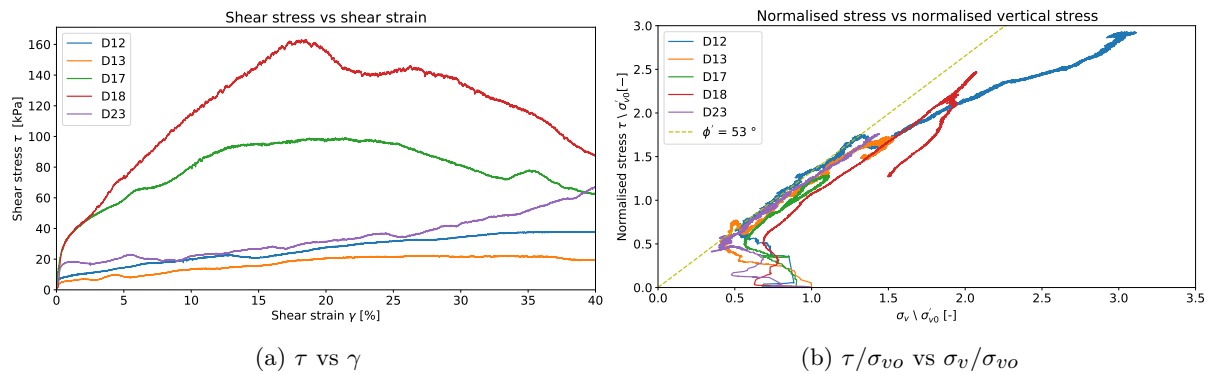 Shear stress vs shear strain
160
140
120
100
80
60
40
20
0
Shear stress τ [kPa]
D12
D13
D17
D18
D23
0 5 10 15 20 25 30 35 40
Shear strain γ [%]
(a) τ vs γ
Normalised stress vs normalised vertical stress
3.0
2.5
2.0
1.5
1.0
0.5
0.0
Normalised stress τ \ σ'v0[−]
D12
D13
D17
D18
D23
ϕ' = 53 °
0.0 0.5 1.0 1.5 2.0 2.5 3.0 3.5
σv \ σ'v0 [-]
(b) τ/σvo vs σv/σvo